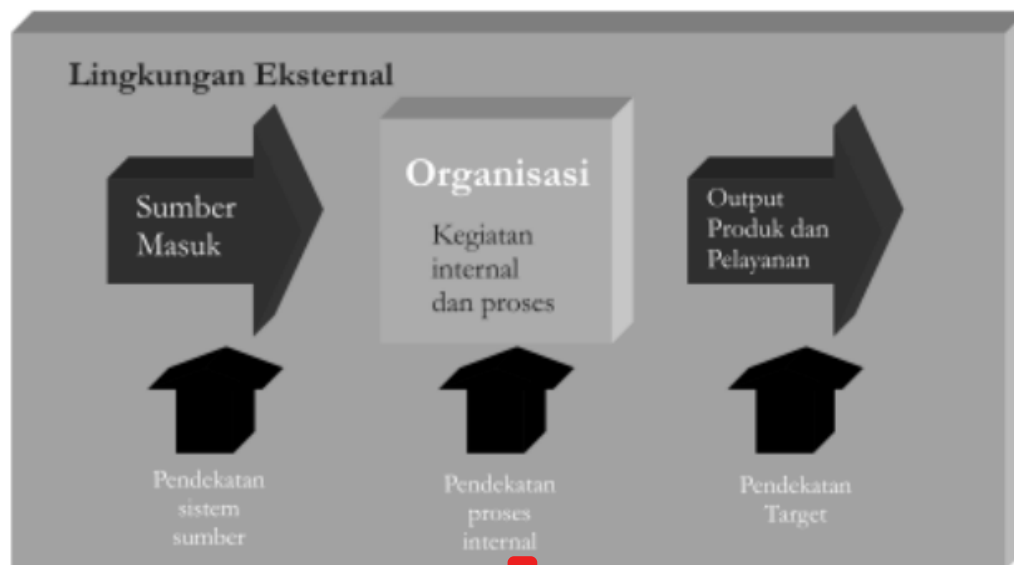 Lingkungan Eksternal
Sumber
Masuk
Organisasi
Kegiatan
internal
dan proses
Output
Produk dan
Pelayanan
Pendekatan
sistem
sumber
Pendekatan
proses
internal
Pendekatan
Target